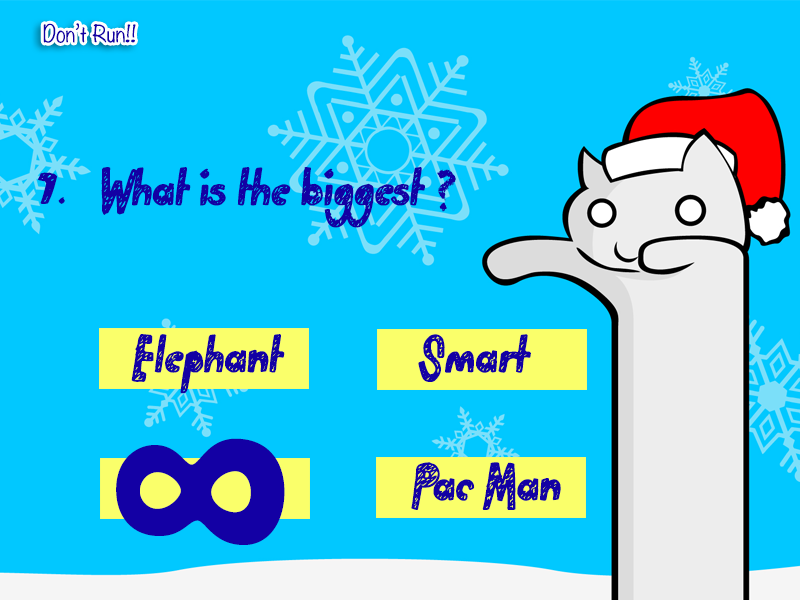 Don't Run!!
7. What is the biggest ?
Elephant
Smart
∞
Pac Man